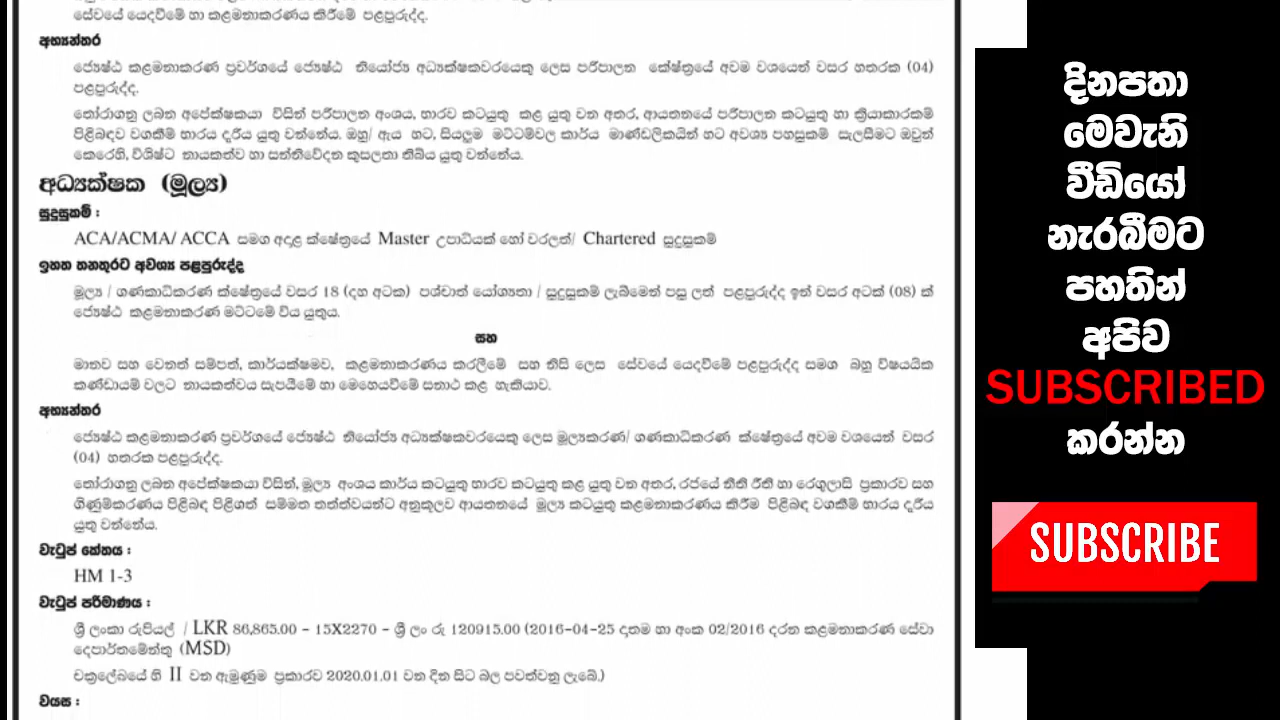 සේවයේ යෙදවීමේ හා කළමනාකරණය කිරීමේ පළපුරුද්ද.
අභ්‍යන්තර
ජ්‍යෙෂ්ඨ කළමනාකරණ ප්‍රවර්ගයේ ජ්‍යෙෂ්ඨ නියෝජ්‍ය අධ්‍යක්ෂකවරයෙකු ලෙස පරිපාලන කේෂ්ත්‍රයේ අවම වශයෙන් වසර හතරක (04)
පළපුරුද්ද.
තෝරාගනු ලබන අපේක්ෂකයා විසින් පරිපාලන අංශය, භාරව කටයුතු කළ යුතු වන අතර, ආයතනයේ පරිපාලන කටයුතු හා ක්‍රියාකාරකම්
පිළිබඳව වගකීම් භාරය දැරිය යුතු වන්නේය. ඔහු/ ඇය හට, සියලුම මට්ටම්වල කාර්ය මාණ්ඩලිකයින් හට අවශ්‍ය පහසුකම් සැලසීමට ඔවුන්
කෙරෙහි, විශිෂ්ට නායකත්ව හා සන්නිවේදන කුසලතා තිබිය යුතු වන්නේය.
අධ්‍යක්ෂක (මූල්‍ය)
සුදුසුකම් :
ACA/ACMA/ ACCA සමග අදාළ ක්ෂේත්‍රයේ Master උපාධියක් හෝ වරලත්/ Chartered සුදුසුකම්
ඉහත තනතුරට අවශ්‍ය පළපුරුද්ද
මූල්‍ය / ගණකාධිකරණ ක්ෂේත්‍රයේ වසර 18 (දහ අටක) පශ්චාත් යෝග්‍යතා / සුදුසුකම් ලැබීමෙන් පසු ලත් පළපුරුද්ද ඉන් වසර අටක් (08) ක්
ජ්‍යෙෂ්ඨ කළමනාකරණ මට්ටමේ විය යුතුය.
සහ
මානව සහ වෙනත් සම්පත්, කාර්යක්ෂමව, කළමනාකරණය කරලීමේ සහ නිසි ලෙස සේවයේ යෙදවීමේ පළපුරුද්ද සමග බහු විෂයයික
කණ්ඩායම් වලට නායකත්වය සැපයීමේ හා මෙහෙයවීමේ සනාථ කළ හැකියාව.
අභ්‍යන්තර
ජ්‍යෙෂ්ඨ කළමනාකරණ ප්‍රවර්ගයේ ජ්‍යෙෂ්ඨ නියෝජ්‍ය අධ්‍යක්ෂකවරයෙකු ලෙස මූල්‍යකරණ/ ගණකාධිකරණ ක්ෂේත්‍රයේ අවම වශයෙන් වසර
(04) හතරක පළපුරුද්ද.
තෝරාගනු ලබන අපේක්ෂකයා විසින්, මූල්‍ය අංශය කාර්ය කටයුතු භාරව කටයුතු කළ යුතු වන අතර, රජයේ නීති රීති හා රෙගුලාසි ප්‍රකාරව සහ
ගිණුම්කරණය පිළිබඳ පිළිගත් සම්මත තත්ත්වයන්ට අනුකූලව ආයතනයේ මූල්‍ය කටයුතු කළමනාකරණය කිරීම පිළිබඳ වගකීම් භාරය දැරිය
යුතු වන්නේය.
වැටුප් කේතය :
HM 1-3
වැටුප් පරිමාණය :
ශ්‍රී ලංකා රුපියල් / LKR 86,865.00 - 15X2270 - ශ්‍රී ලං රු 120915.00 (2016-04-25 දාතම හා අංක 02/2016 දරන කළමනාකරණ සේවා
දෙපාර්තමේන්තු (MSD)
චක්‍රලේඛයේ හි II වන ඇමුණුම ප්‍රකාරව 2020.01.01 වන දින සිට බල පවත්වනු ලැබේ.)
වයස :
දිනපතා
මෙවැනි
වීඩියෝ
නැරබීමට
පහතින්
අපිව
SUBSCRIBED
කරන්න
SUBSCRIBE